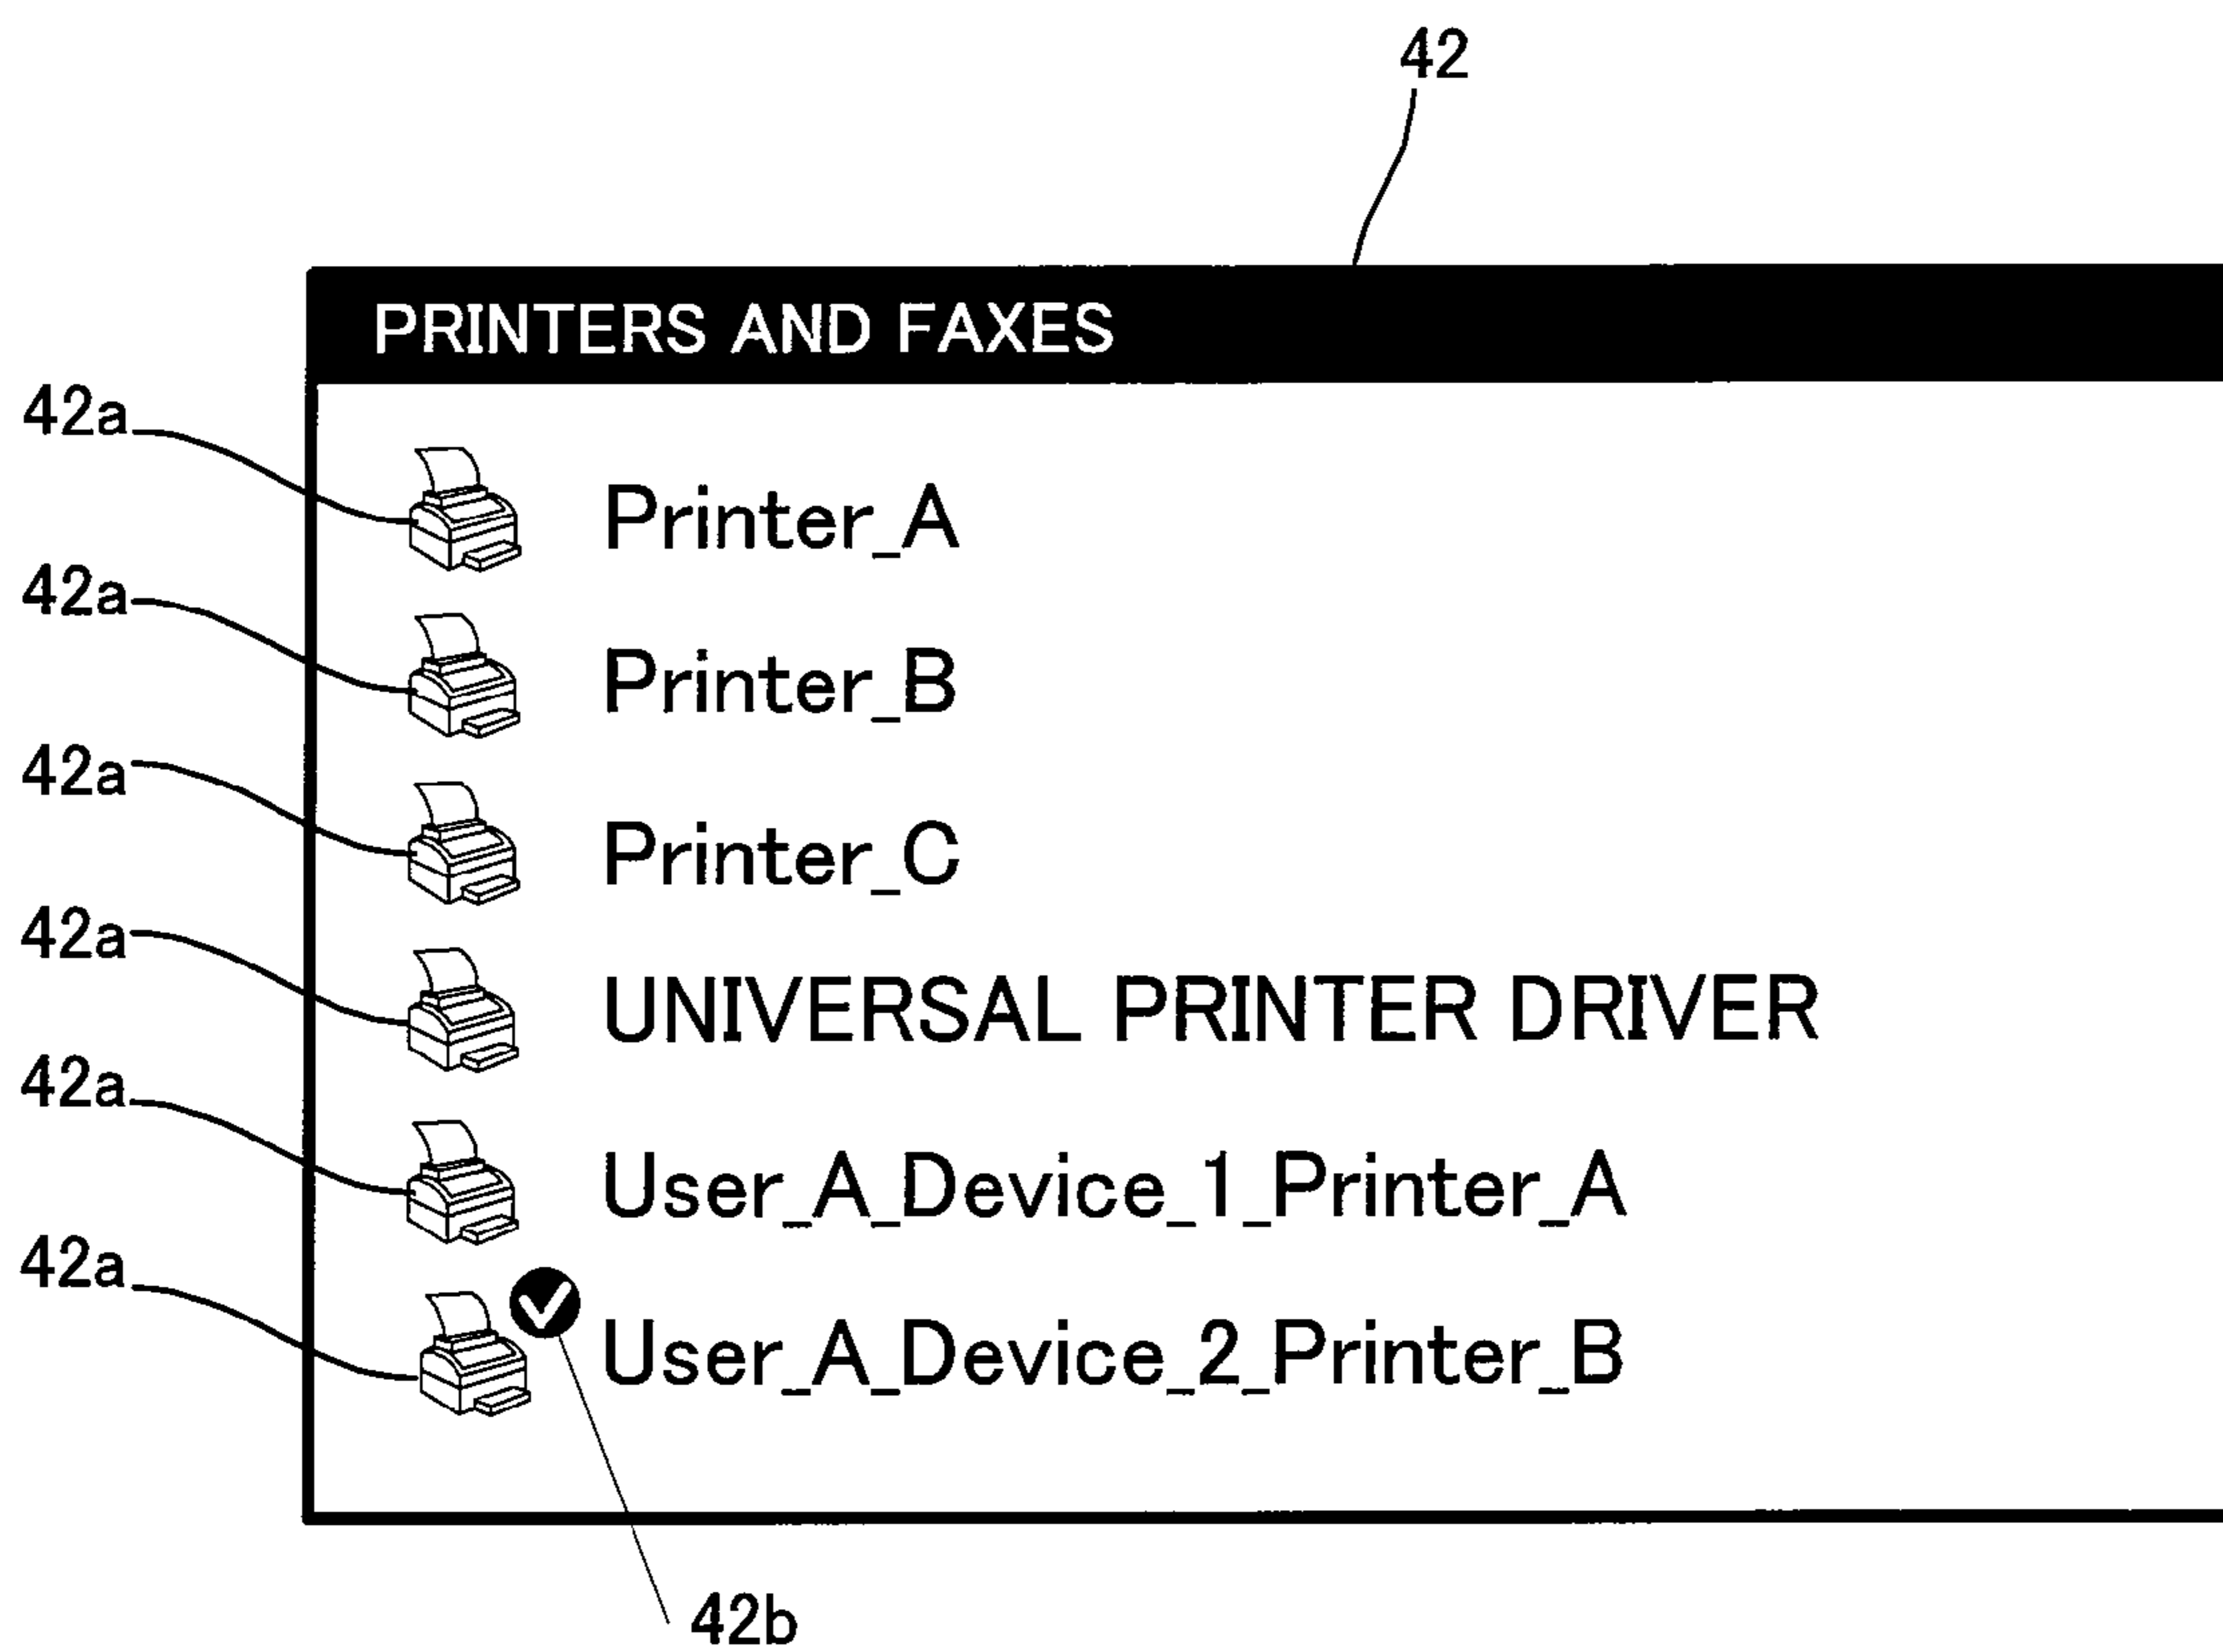 42
PRINTERS AND FAXES
42a
Printer_A
42a
Printer_B
42a
Printer_C
42a
UNIVERSAL PRINTER DRIVER
42a
User_A_Device_1_Printer_A
42a
User_A_Device_2_Printer_B
42b